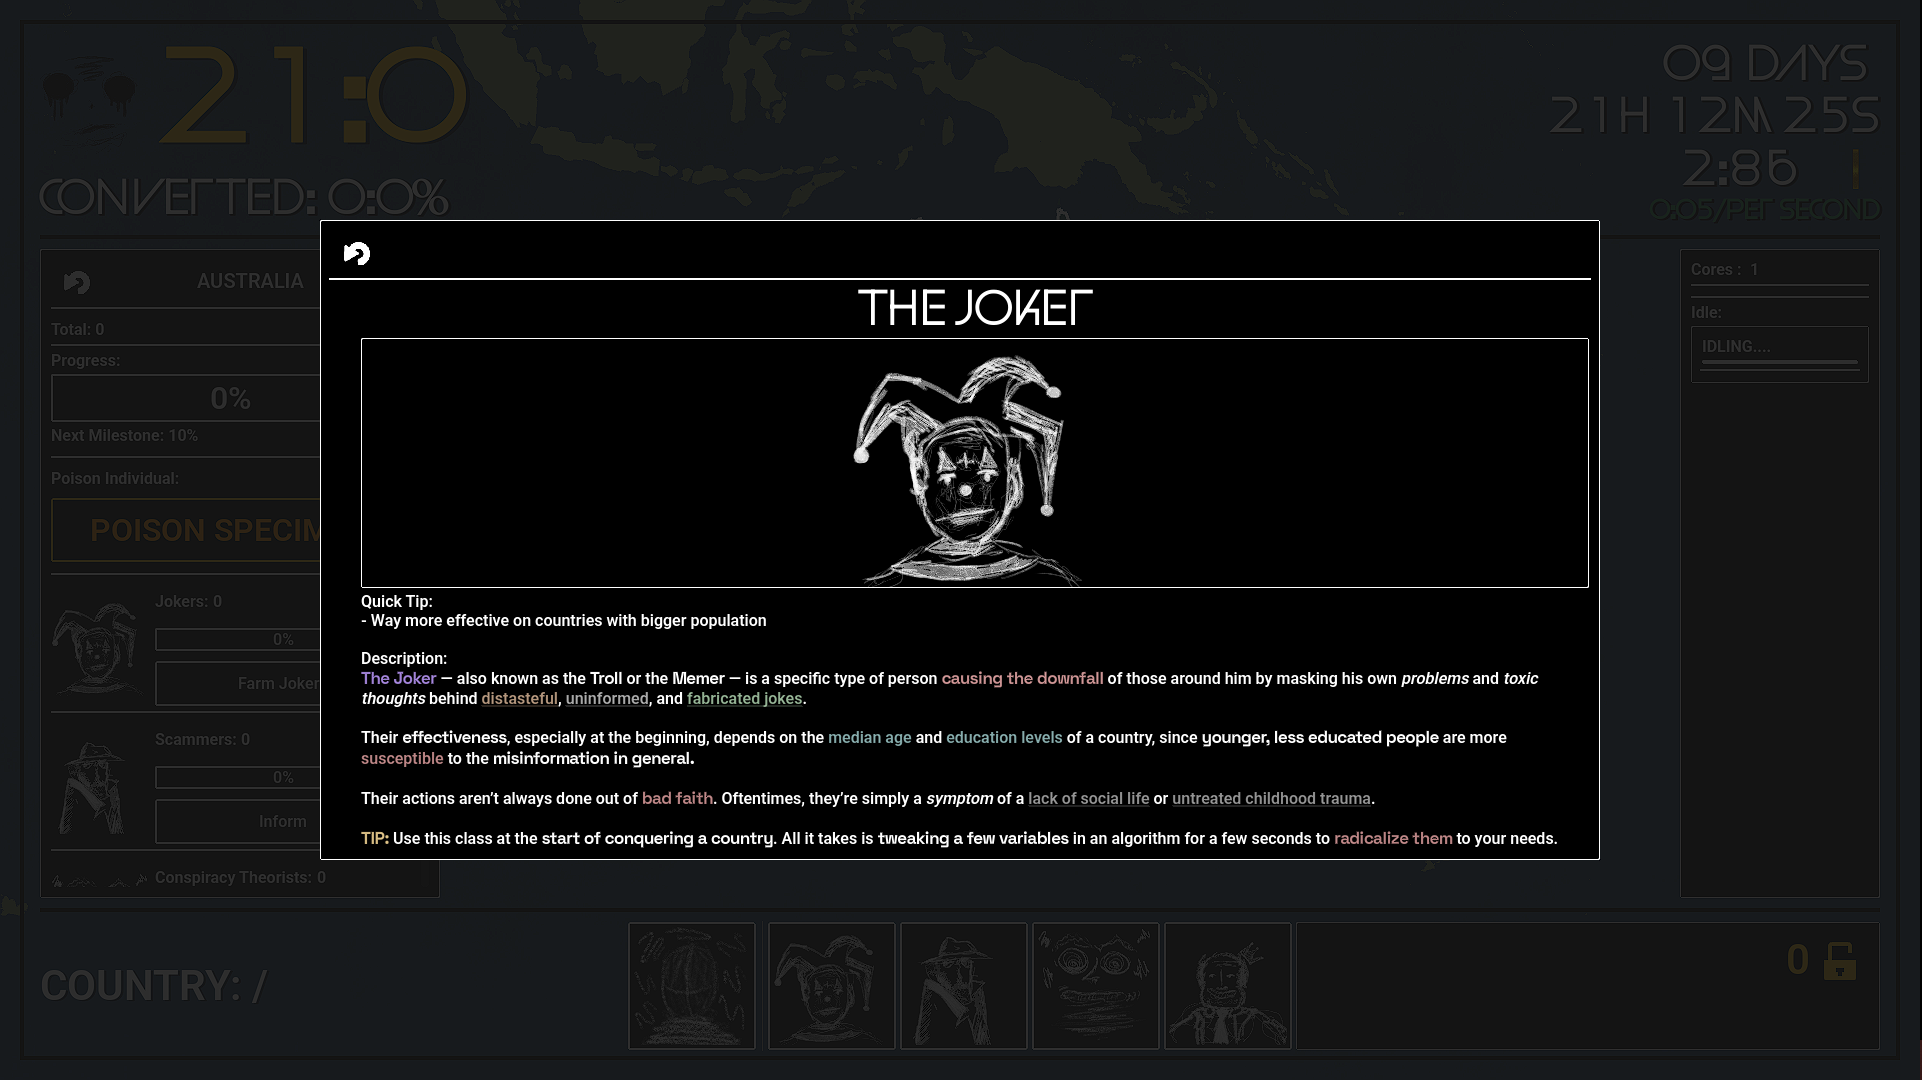 21:0
CONVERTED: 0:0%
09 DAYS
21H 12M 25S
2:86
0:05/PER SECOND
AUSTRALIA
Total: 0
Progress:
0%
Next Milestone: 10%
Poison Individual:
POISON SPECIM
Jokers: 0
0%
Farm Joker
Scammers: 0
0%
Inform
Conspiracy Theorists: 0
THE JOKER
Quick Tip:
- Way more effective on countries with bigger population
Description:
The Joker — also known as the Troll or the Memer — is a specific type of person causing the downfall of those around him by masking his own problems and toxic
thoughts behind distasteful, uninformed, and fabricated jokes.
Their effectiveness, especially at the beginning, depends on the median age and education levels of a country, since younger, less educated people are more
susceptible to the misinformation in general.
Their actions aren’t always done out of bad faith. Oftentimes, they’re simply a symptom of a lack of social life or untreated childhood trauma.
TIP: Use this class at the start of conquering a country. All it takes is tweaking a few variables in an algorithm for a few seconds to radicalize them to your needs.
Cores : 1
Idle:
IDLING....
COUNTRY: /
0